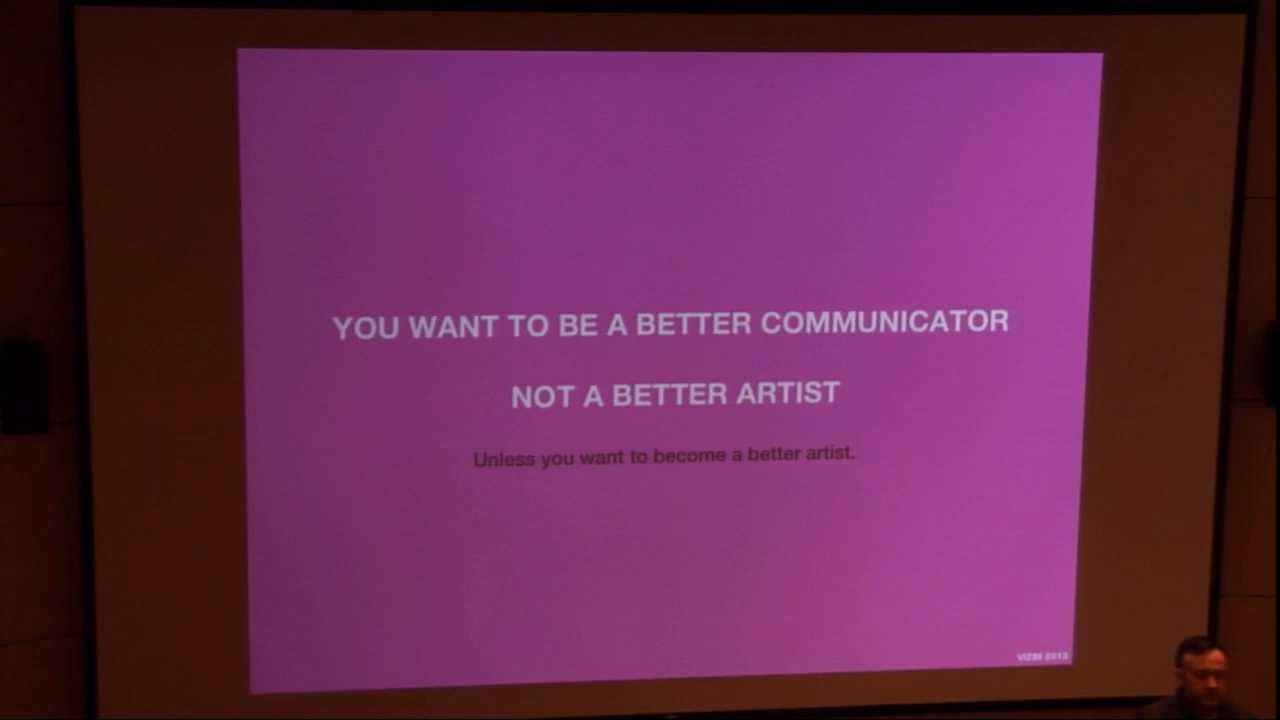 YOU WANT TO BE A BETTER COMMUNICATOR
NOT A BETTER ARTIST
Unless you want to become a better artist.
VIZBI 2013